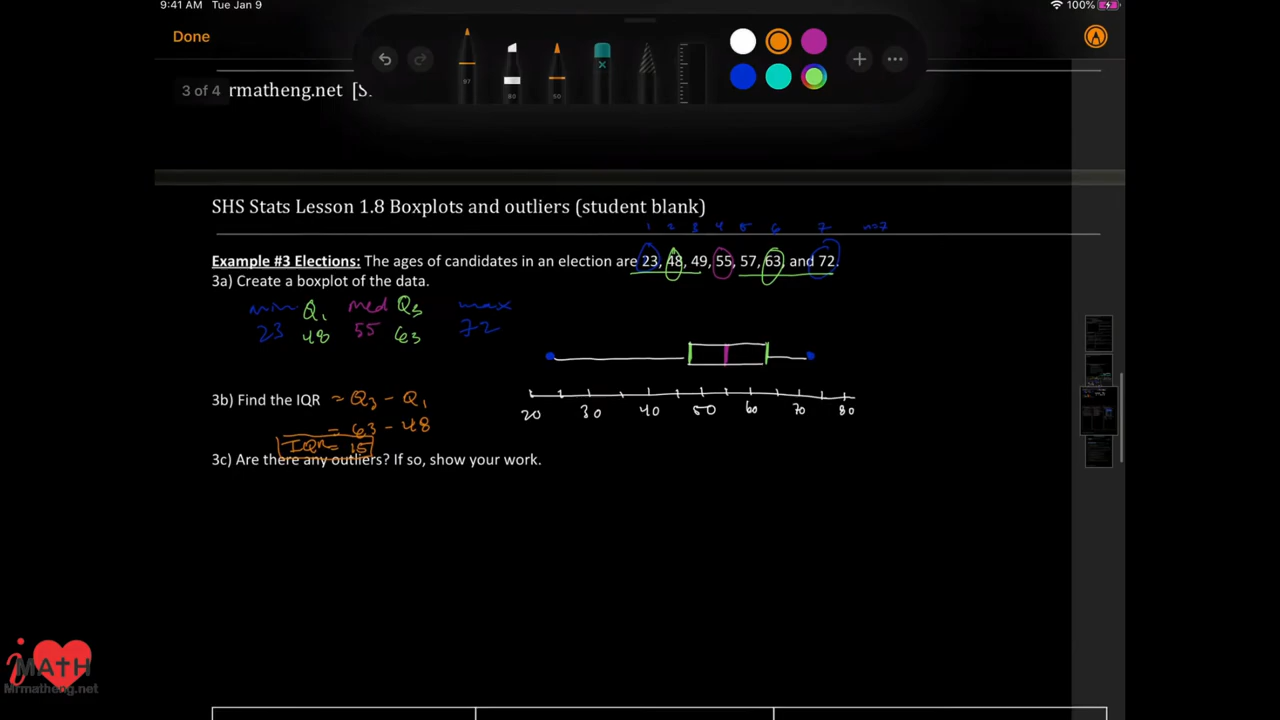 9:41 AM Tue Jan 9
100%
Done
97
80
50
3 of 4
rmatheng.net [S.
SHS Stats Lesson 1.8 Boxplots and outliers (student blank)
1 2 3 4 5 6 7 n=7
Example #3 Elections: The ages of candidates in an election are 23, 48, 49, 55, 57, 63, and 72.
3a) Create a boxplot of the data.
min Q1 med Q3 max
23 48 55 63 72
3b) Find the IQR = Q3 - Q1
20 30 40 50 60 70 80
= 63 - 48
IQR = 15
3c) Are there any outliers? If so, show your work.
i MATH
Mrmatheng.net